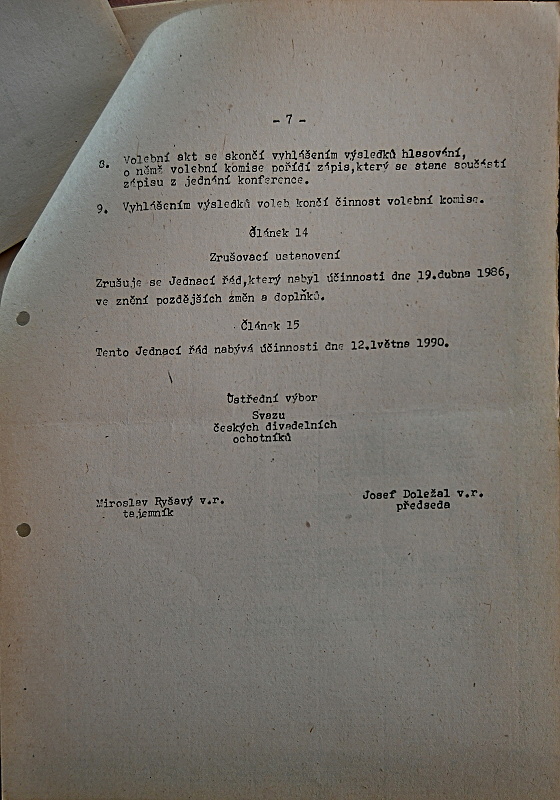 - 7 -
8. Volební akt se skončí vyhlášením výsledků hlasování,
o němž volební komise pořídí zápis,který se stane součástí
zápisu z jednání konference.
9. Vyhlášením výsledků voleb končí činnost volební komise.
Článek 14
Zrušovací ustanovení
Zrušuje se Jednací řád,který nabyl účinnosti dne 19.dubna 1986,
ve znění pozdějších změn a doplňků.
Článek 15
Tento Jednací řád nabývá účinnosti dne 12.května 1990.
Ústřední výbor
Svazu
českých divadelních
ochotníků
Miroslav Ryšavý v.r.
tajemník
Josef Doležal v.r.
předseda